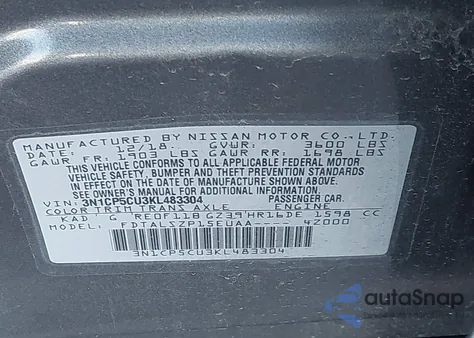 MANUFACTURED BY NISSAN MOTOR CO., LTD.
DATE: 12/18 GVWR: 3600 LBS
GAWR FR: 1903 LBS GAWR RR: 1698 LBS
THIS VEHICLE CONFORMS TO ALL APPLICABLE FEDERAL MOTOR
VEHICLE SAFETY, BUMPER, AND THEFT PREVENTION STANDARDS
IN EFFECT ON THE DATE OF MANUFACTURE SHOWN ABOVE.
SEE OWNER'S MANUAL FOR ADDITIONAL INFORMATION.
VIN: 3N1CP5CU3KL483304 PASSENGER CAR
COLOR TRIM TRANS AXLE ENGINE
KAD G RE0F11B GZ39 HR16DE 1598 CC
FDTALSZP15EUAA---- 4Z000
3N1CP5CU3KL483304
autoSnap